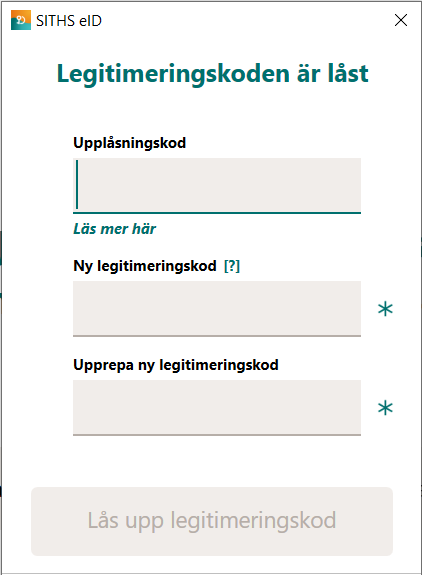 SITHS eID
Legitimeringskoden är låst
Upplåsningskod
Läs mer här
Ny legitimeringskod [?]
Upprepa ny legitimeringskod
Lås upp legitimeringskod